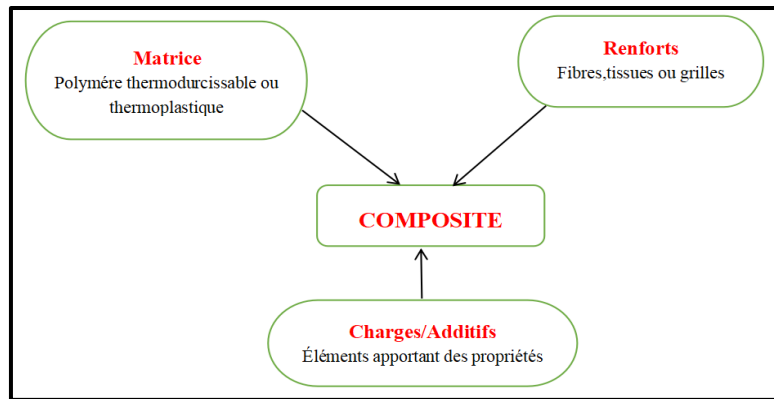 Matrice
Polymére thermodurcissable ou
thermoplastique
Renforts
Fibres,tissues ou grilles
COMPOSITE
Charges/Additifs
Éléments apportant des propriétés